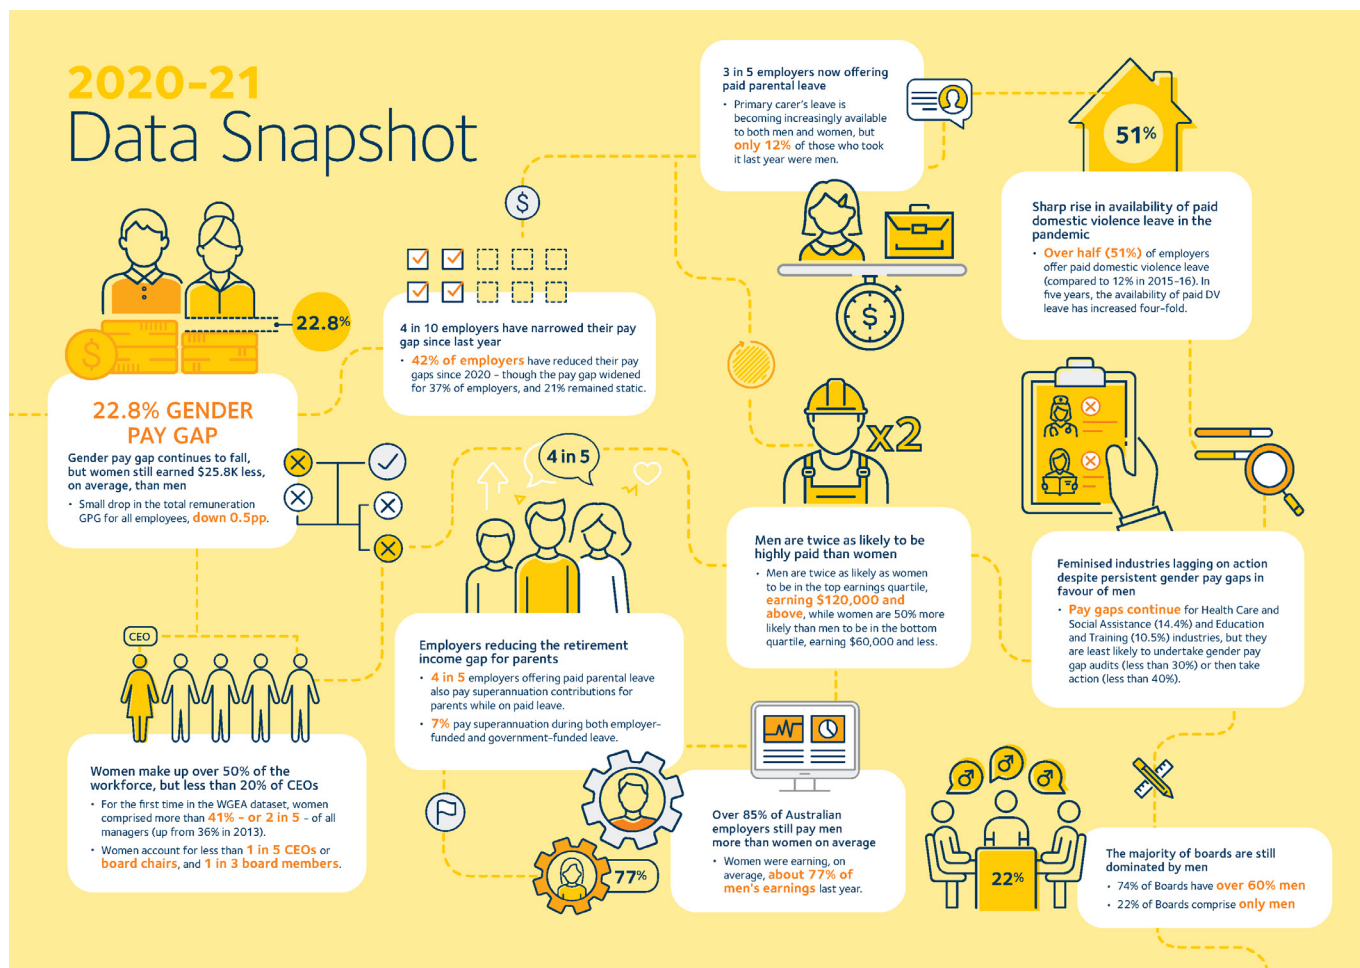 2020-21
Data Snapshot
22.8%
22.8% GENDER
PAY GAP
Gender pay gap continues to fall,
but women still earned $25.8K less,
on average, than men
• Small drop in the total remuneration
GPG for all employees, down 0.5pp.
$
$
4 in 10 employers have narrowed their pay
gap since last year
• 42% of employers have reduced their pay
gaps since 2020 – though the pay gap widened
for 37% of employers, and 21% remained static.
3 in 5 employers now offering
paid parental leave
• Primary carer's leave is
becoming increasingly available
to both men and women, but
only 12% of those who took
it last year were men.
$
51%
Sharp rise in availability of paid
domestic violence leave in the
pandemic
• Over half (51%) of employers
offer paid domestic violence leave
(compared to 12% in 2015-16). In
five years, the availability of paid DV
leave has increased four-fold.
x2
Men are twice as likely to be
highly paid than women
• Men are twice as likely as women
to be in the top earnings quartile,
earning $120,000 and
above, while women are 50% more
likely than men to be in the bottom
quartile, earning $60,000 and less.
Feminised industries lagging on action
despite persistent gender pay gaps in
favour of men
• Pay gaps continue for Health Care and
Social Assistance (14.4%) and Education
and Training (10.5%) industries, but they
are least likely to undertake gender pay
gap audits (less than 30%) or then take
action (less than 40%).
4 in 5
Employers reducing the retirement
income gap for parents
• 4 in 5 employers offering paid parental leave
also pay superannuation contributions for
parents while on paid leave.
• 7% pay superannuation during both employer-
funded and government-funded leave.
CEO
Women make up over 50% of the
workforce, but less than 20% of CEOs
• For the first time in the WGEA dataset, women
comprised more than 41% – or 2 in 5 – of all
managers (up from 36% in 2013).
• Women account for less than 1 in 5 CEOs or
board chairs, and 1 in 3 board members.
77%
Over 85% of Australian
employers still pay men
more than women on average
• Women were earning, on
average, about 77% of
men's earnings last year.
22%
The majority of boards are still
dominated by men
• 74% of Boards have over 60% men
• 22% of Boards comprise only men